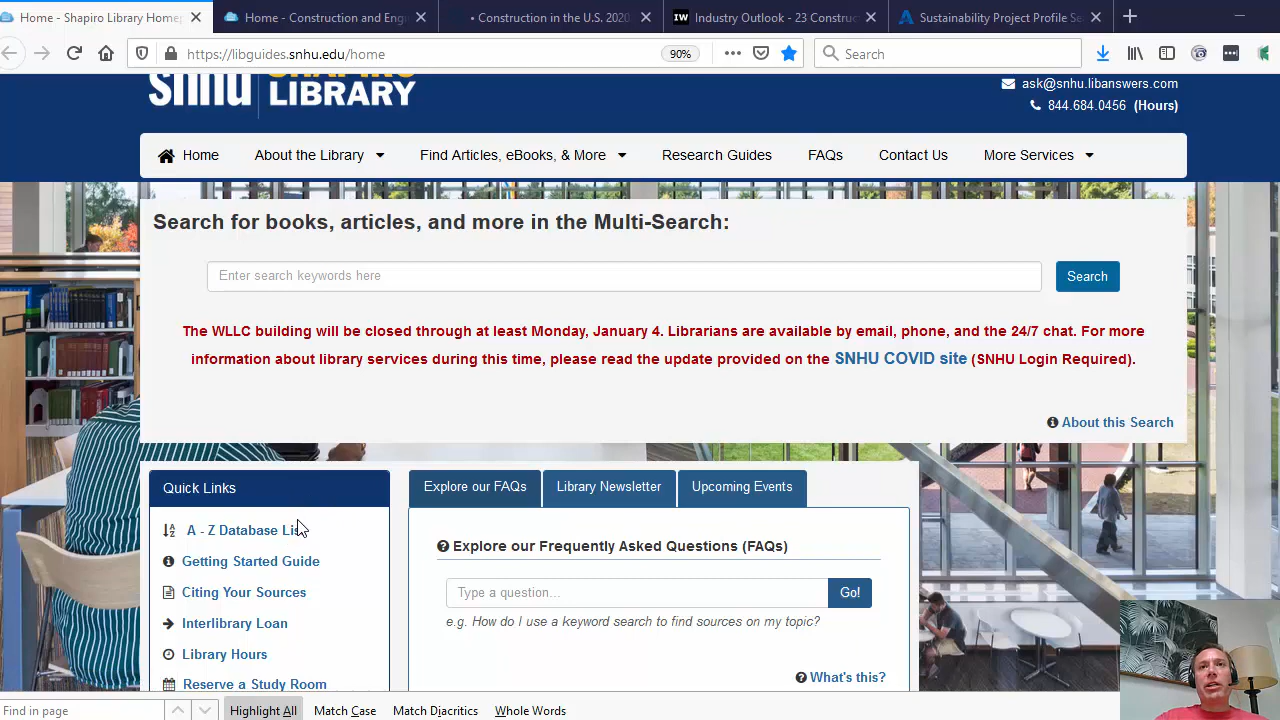 Home - Shapiro Library Homep
Home - Construction and Engi
Construction in the U.S. 2020
IW Industry Outlook - 23 Construc
Sustainability Project Profile Se
https://libguides.snhu.edu/home
90%
Search
snhu SHAPIRO
LIBRARY
ask@snhu.libanswers.com
844.684.0456 (Hours)
Home
About the Library
Find Articles, eBooks, & More
Research Guides
FAQs
Contact Us
More Services
Search for books, articles, and more in the Multi-Search:
Enter search keywords here
Search
The WLLC building will be closed through at least Monday, January 4. Librarians are available by email, phone, and the 24/7 chat. For more
information about library services during this time, please read the update provided on the SNHU COVID site (SNHU Login Required).
About this Search
Quick Links
A - Z Database List
Getting Started Guide
Citing Your Sources
Interlibrary Loan
Library Hours
Reserve a Study Room
Explore our FAQs
Library Newsletter
Upcoming Events
Explore our Frequently Asked Questions (FAQs)
Type a question...
Go!
e.g. How do I use a keyword search to find sources on my topic?
What's this?
Find in page
Highlight All
Match Case
Match Diacritics
Whole Words